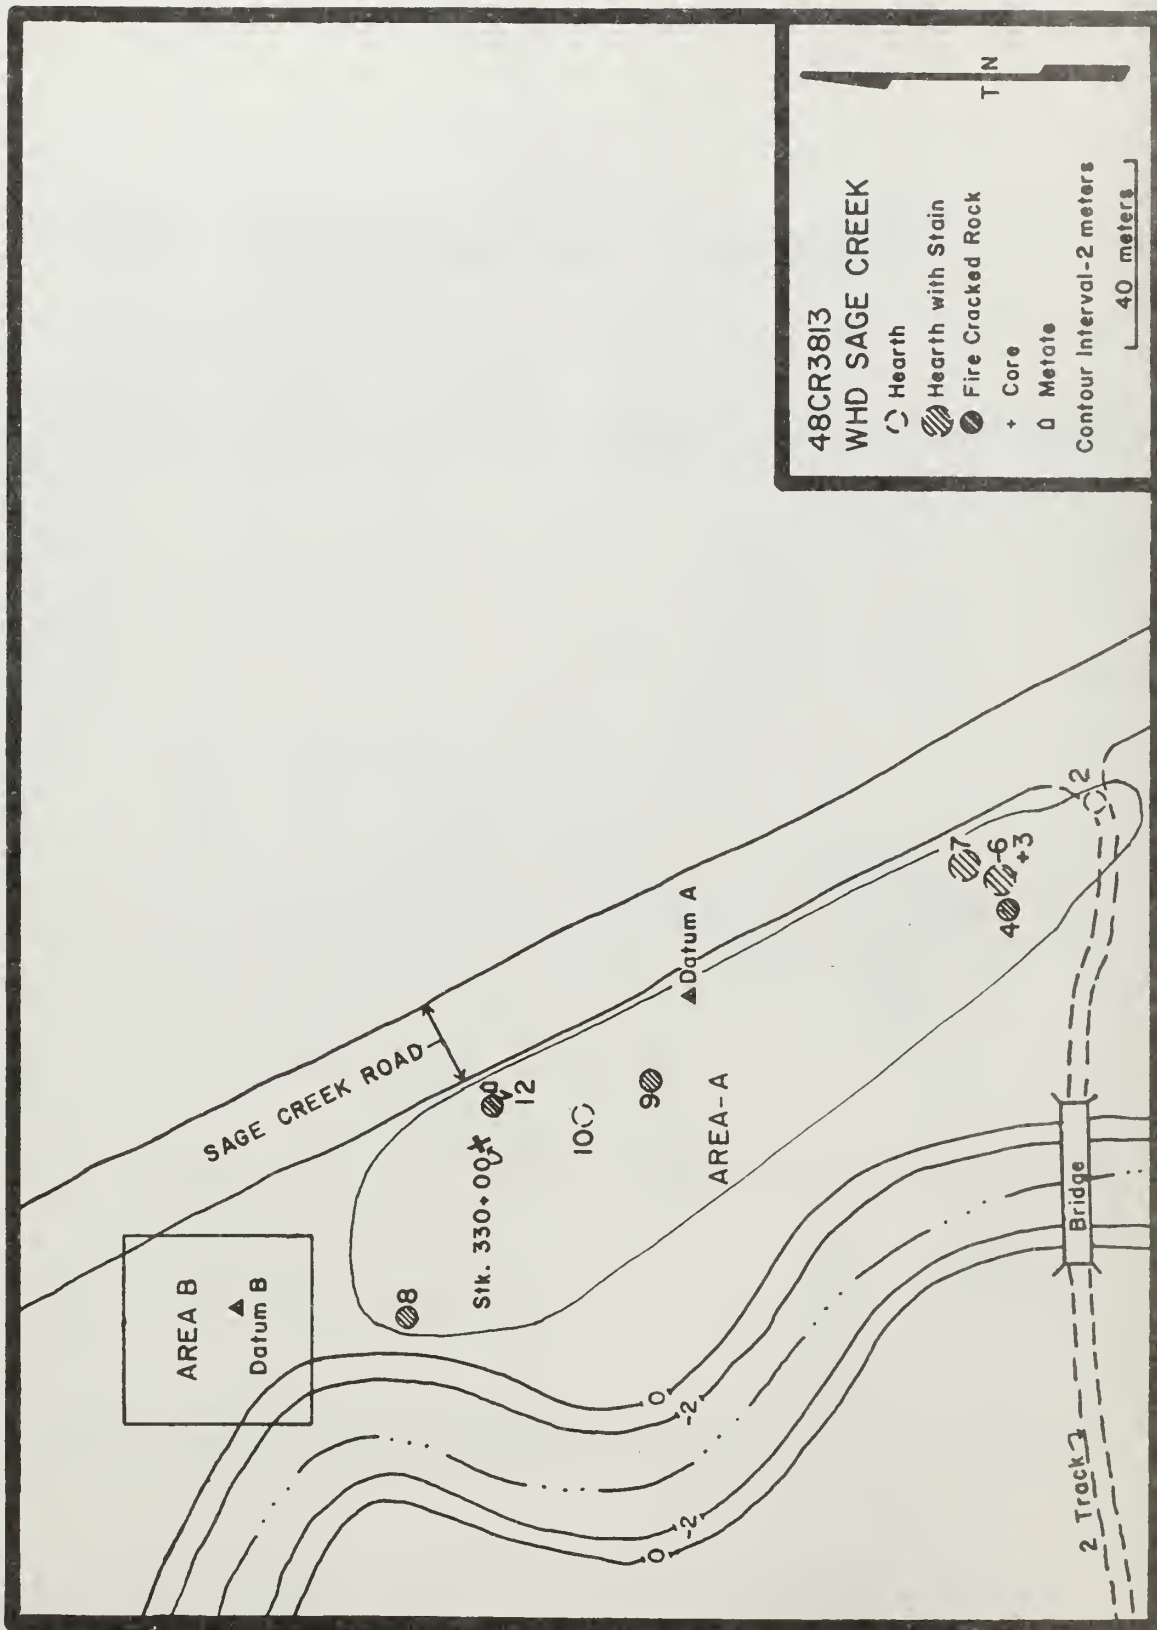 48CR3813
WHD SAGE CREEK
Hearth
Hearth with Stain
Fire Cracked Rock
+ Core
Metate
Contour Interval-2 meters
40 meters
T N
SAGE CREEK ROAD
AREA B
Datum B
8
Stk. 330+00
12
10
9
Datum A
AREA-A
7
6
+3
4
2
0
-2
-2
0
Bridge
2 Track